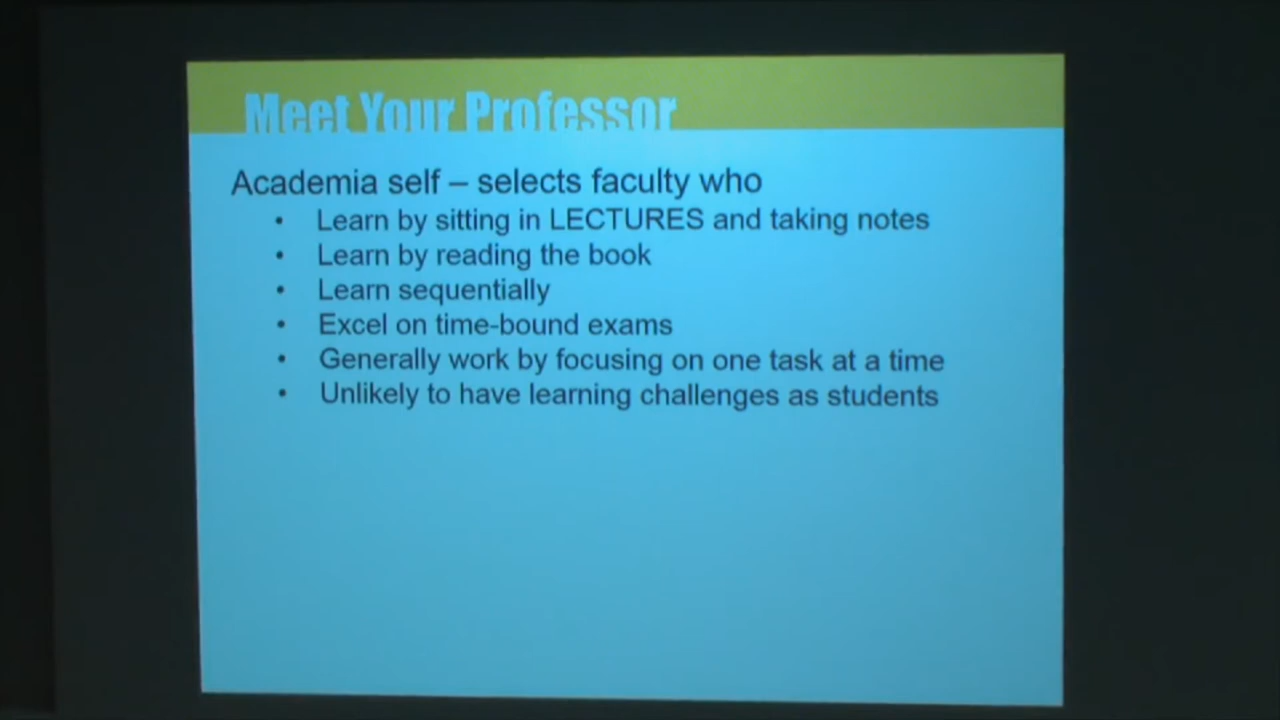 Meet Your Professor
Academia self – selects faculty who
• Learn by sitting in LECTURES and taking notes
• Learn by reading the book
• Learn sequentially
• Excel on time-bound exams
• Generally work by focusing on one task at a time
• Unlikely to have learning challenges as students